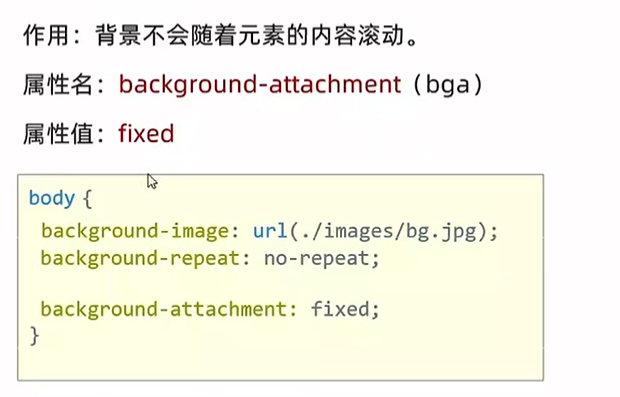 作用：背景不会随着元素的内容滚动。
属性名：background-attachment（bga）
属性值：fixed
body {
background-image: url(./images/bg.jpg);
background-repeat: no-repeat;
background-attachment: fixed;
}